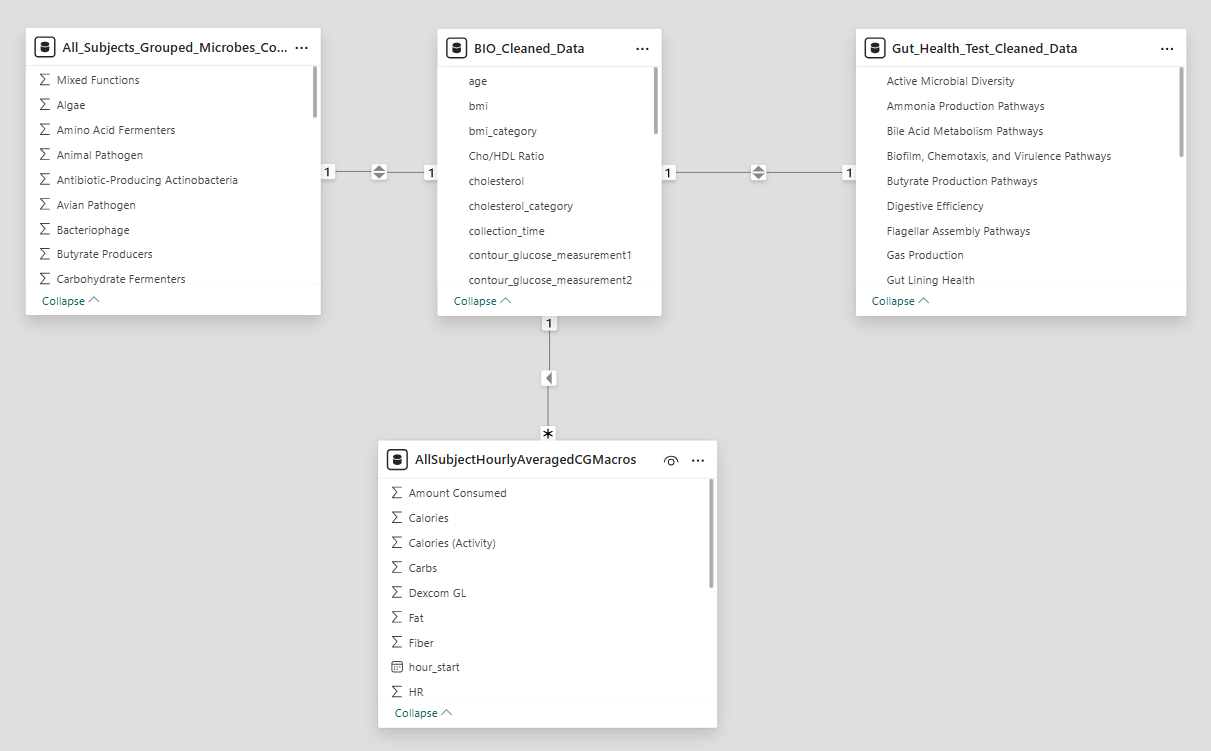 All_Subjects_Grouped_Microbes_Co...
Mixed Functions
Algae
Amino Acid Fermenters
Animal Pathogen
Antibiotic-Producing Actinobacteria
Avian Pathogen
Bacteriophage
Butyrate Producers
Carbohydrate Fermenters
Collapse
1
1
BIO_Cleaned_Data
age
bmi
bmi_category
Cho/HDL Ratio
cholesterol
cholesterol_category
collection_time
contour_glucose_measurement1
contour_glucose_measurement2
Collapse
1
1
Gut_Health_Test_Cleaned_Data
Active Microbial Diversity
Ammonia Production Pathways
Bile Acid Metabolism Pathways
Biofilm, Chemotaxis, and Virulence Pathways
Butyrate Production Pathways
Digestive Efficiency
Flagellar Assembly Pathways
Gas Production
Gut Lining Health
Collapse
1
*
AllSubjectHourlyAveragedCGMacros
Amount Consumed
Calories
Calories (Activity)
Carbs
Dexcom GL
Fat
Fiber
hour_start
HR
Collapse